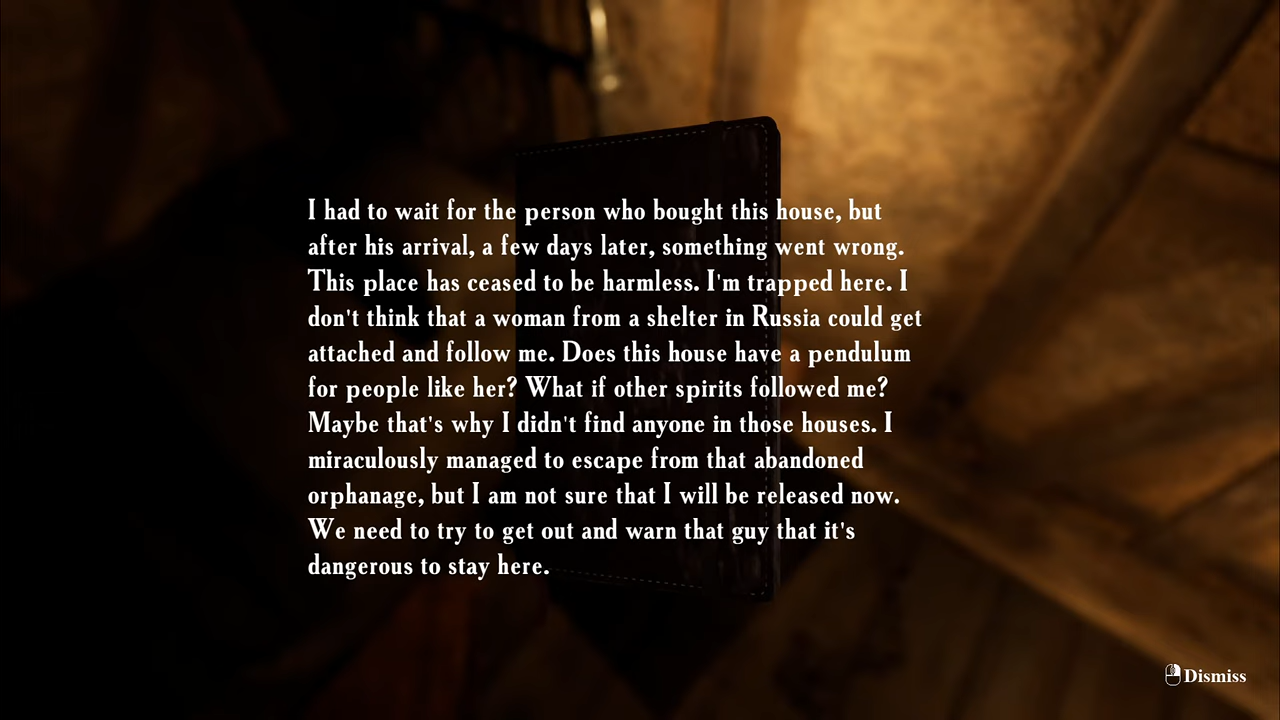 I had to wait for the person who bought this house, but
after his arrival, a few days later, something went wrong.
This place has ceased to be harmless. I'm trapped here. I
don't think that a woman from a shelter in Russia could get
attached and follow me. Does this house have a pendulum
for people like her? What if other spirits followed me?
Maybe that's why I didn't find anyone in those houses. I
miraculously managed to escape from that abandoned
orphanage, but I am not sure that I will be released now.
We need to try to get out and warn that guy that it's
dangerous to stay here.
Dismiss